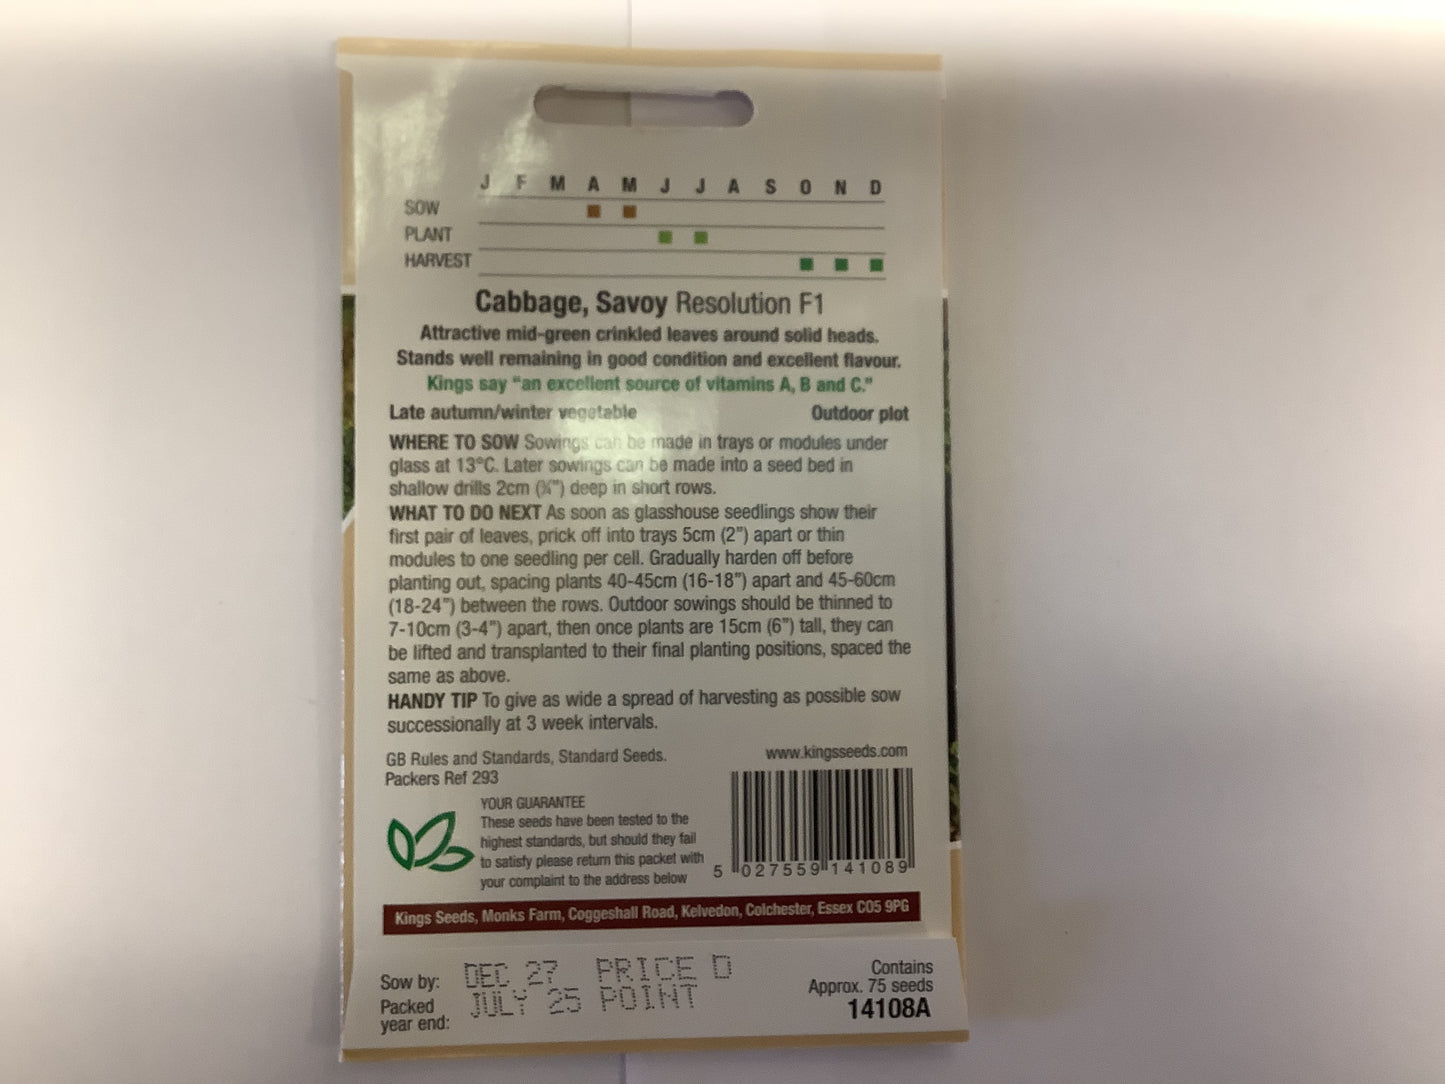 J F M A M J J A S O N D
SOW
PLANT
HARVEST
Cabbage, Savoy Resolution F1
Attractive mid-green crinkled leaves around solid heads.
Stands well remaining in good condition and excellent flavour.
Kings say "an excellent source of vitamins A, B and C."
Late autumn/winter vegetable Outdoor plot
WHERE TO SOW Sowings can be made in trays or modules under
glass at 13°C. Later sowings can be made into a seed bed in
shallow drills 2cm (¾") deep in short rows.
WHAT TO DO NEXT As soon as glasshouse seedlings show their
first pair of leaves, prick off into trays 5cm (2") apart or thin
modules to one seedling per cell. Gradually harden off before
planting out, spacing plants 40-45cm (16-18") apart and 45-60cm
(18-24") between the rows. Outdoor sowings should be thinned to
7-10cm (3-4") apart, then once plants are 15cm (6") tall, they can
be lifted and transplanted to their final planting positions, spaced the
same as above.
HANDY TIP To give as wide a spread of harvesting as possible sow
successionally at 3 week intervals.
GB Rules and Standards, Standard Seeds.
Packers Ref 293
www.kingsseeds.com
YOUR GUARANTEE
These seeds have been tested to the
highest standards, but should they fail
to satisfy please return this packet with
your complaint to the address below
5 027559 141089
Kings Seeds, Monks Farm, Coggeshall Road, Kelvedon, Colchester, Essex CO5 9PG
Sow by: DEC 27 PRICE D
Packed
year end: JULY 25 POINT
Contains
Approx. 75 seeds
14108A